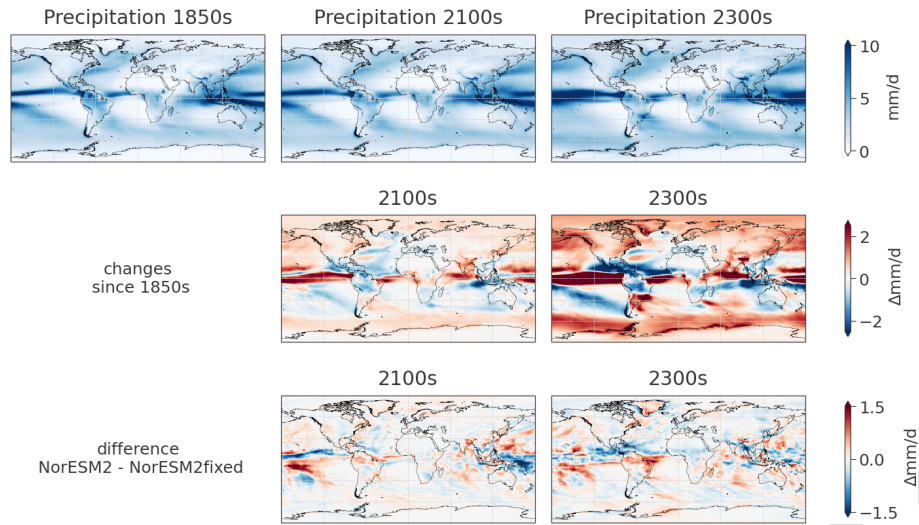 Precipitation 1850s
Precipitation 2100s
Precipitation 2300s
10
5
0
mm/d
2100s
2300s
changes
since 1850s
2
0
−2
Δmm/d
2100s
2300s
difference
NorESM2 - NorESM2fixed
1.5
0.0
−1.5
Δmm/d